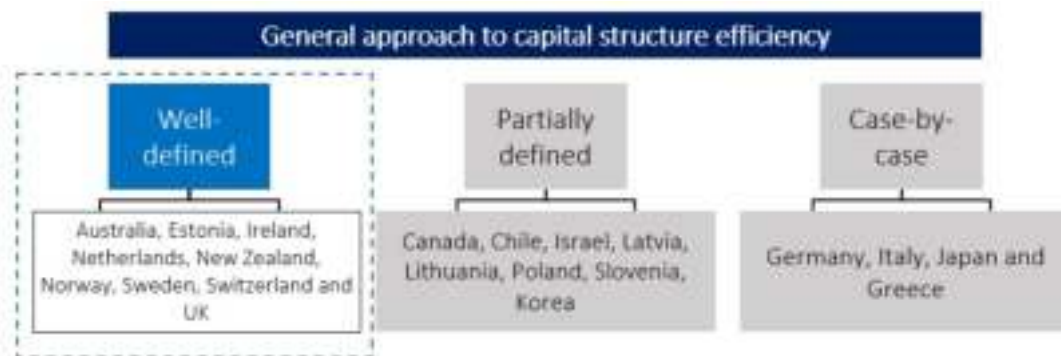 General approach to capital structure efficiency
Well-
defined
Partially
defined
Case-by-
case
Australia, Estonia, Ireland,
Netherlands, New Zealand,
Norway, Sweden, Switzerland and
UK
Canada, Chile, Israel, Latvia,
Lithuania, Poland, Slovenia,
Korea
Germany, Italy, Japan and
Greece